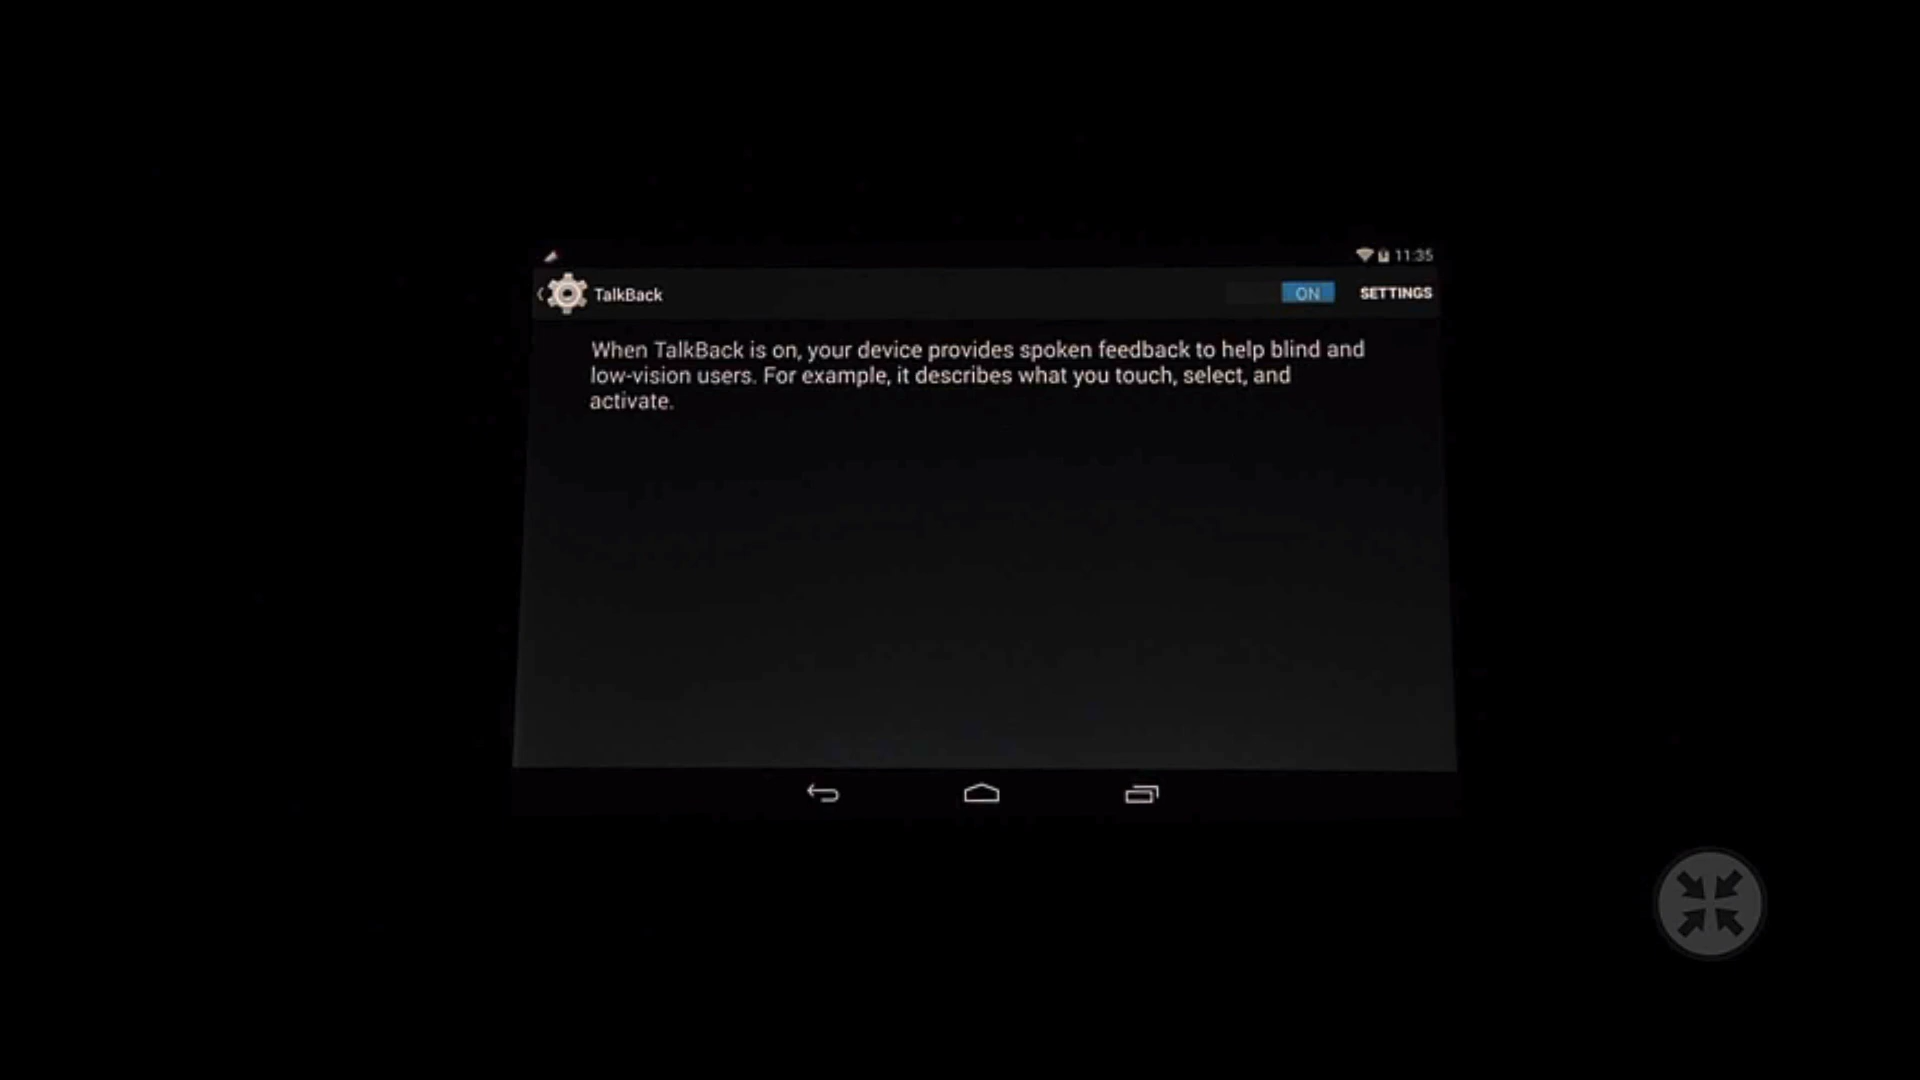 11:35
TalkBack
ON
SETTINGS
When TalkBack is on, your device provides spoken feedback to help blind and
low-vision users. For example, it describes what you touch, select, and
activate.